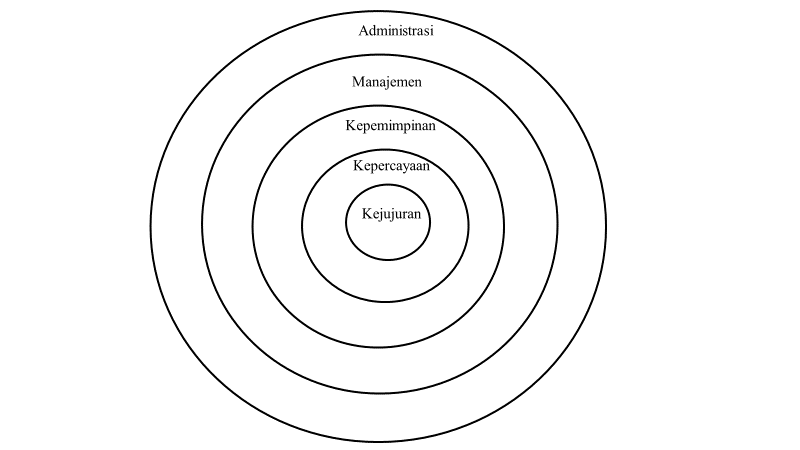 Administrasi
Manajemen
Kepemimpinan
Kepercayaan
Kejujuran